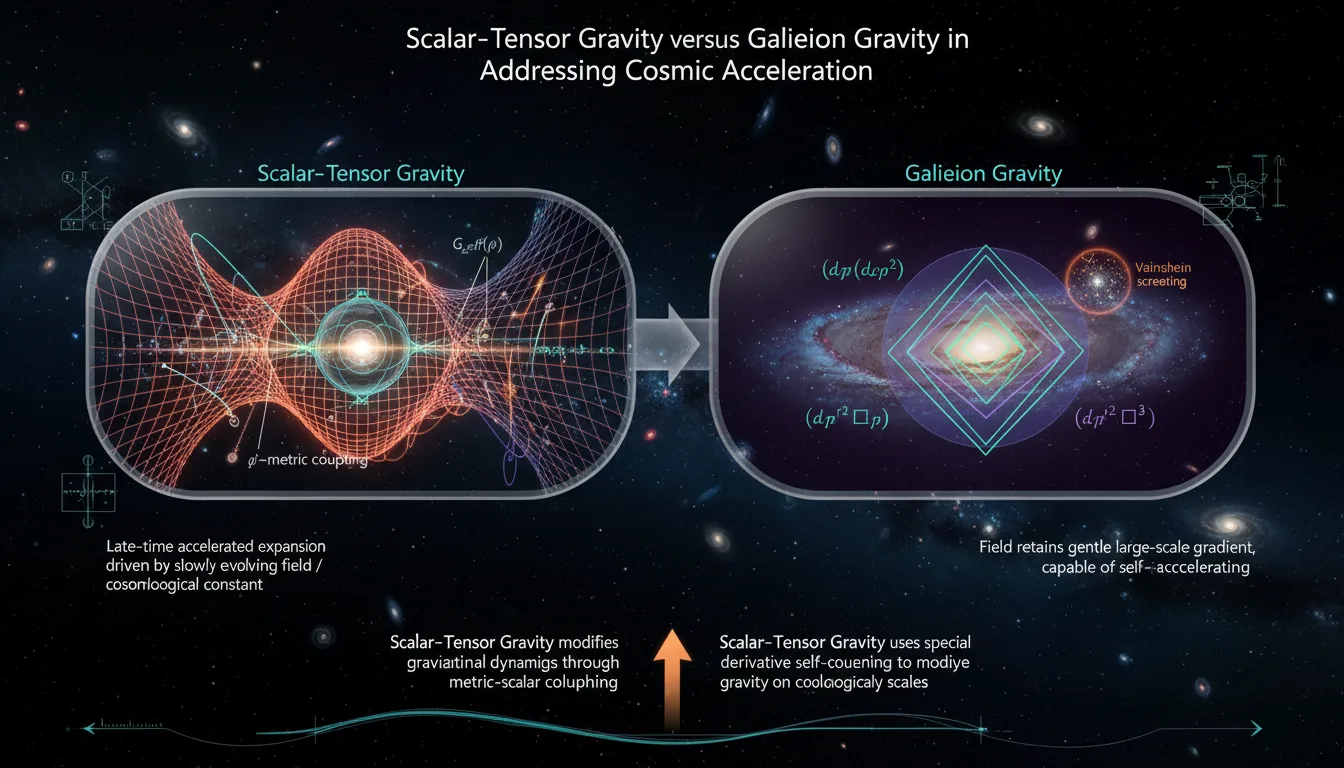 Scalar-Tensor Gravity versus Galieion Gravity in
Addressing Cosmic Acceleration
Scalar-Tensor Gravity
Galieion Gravity
Vainshein
screeting
-metric coupling
Late-time accelerated expansion
driven by slowly evolving field /
constant
Field retains gentle large-scale gradient,
capable of self-acccelerating
Scalar-Tensor Gravity modifies
dynamigs through
metric-scalar coluphing
Scalar-Tensor Gravity uses special
derivative self-couening to modiye
gravity on scales